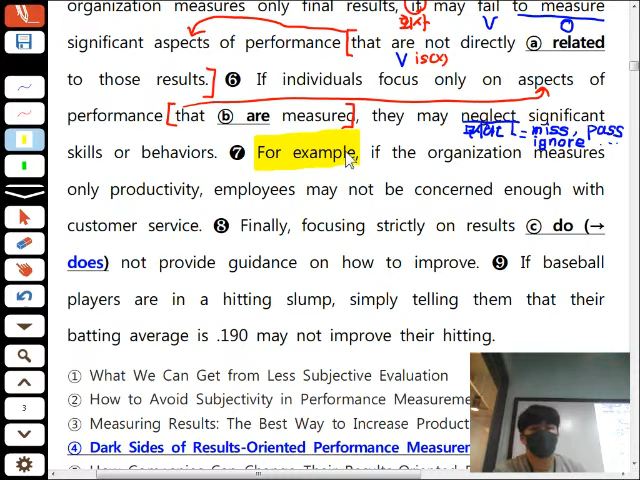 organization measures only final results, (it) may fail to measure
회사 V O
significant aspects of performance [that are not directly ⓐ related
V is(x)
to those results.] ❻ If individuals focus only on aspects of
performance [that ⓑ are measured], they may neglect significant
= miss, pass
ignore ...
skills or behaviors. ❼ For example, if the organization measures
only productivity, employees may not be concerned enough with
customer service. ❽ Finally, focusing strictly on results ⓒ do (→
does) not provide guidance on how to improve. ❾ If baseball
players are in a hitting slump, simply telling them that their
batting average is .190 may not improve their hitting.
① What We Can Get from Less Subjective Evaluation
② How to Avoid Subjectivity in Performance Measureme
③ Measuring Results: The Best Way to Increase Product
④ Dark Sides of Results-Oriented Performance Measurer
3